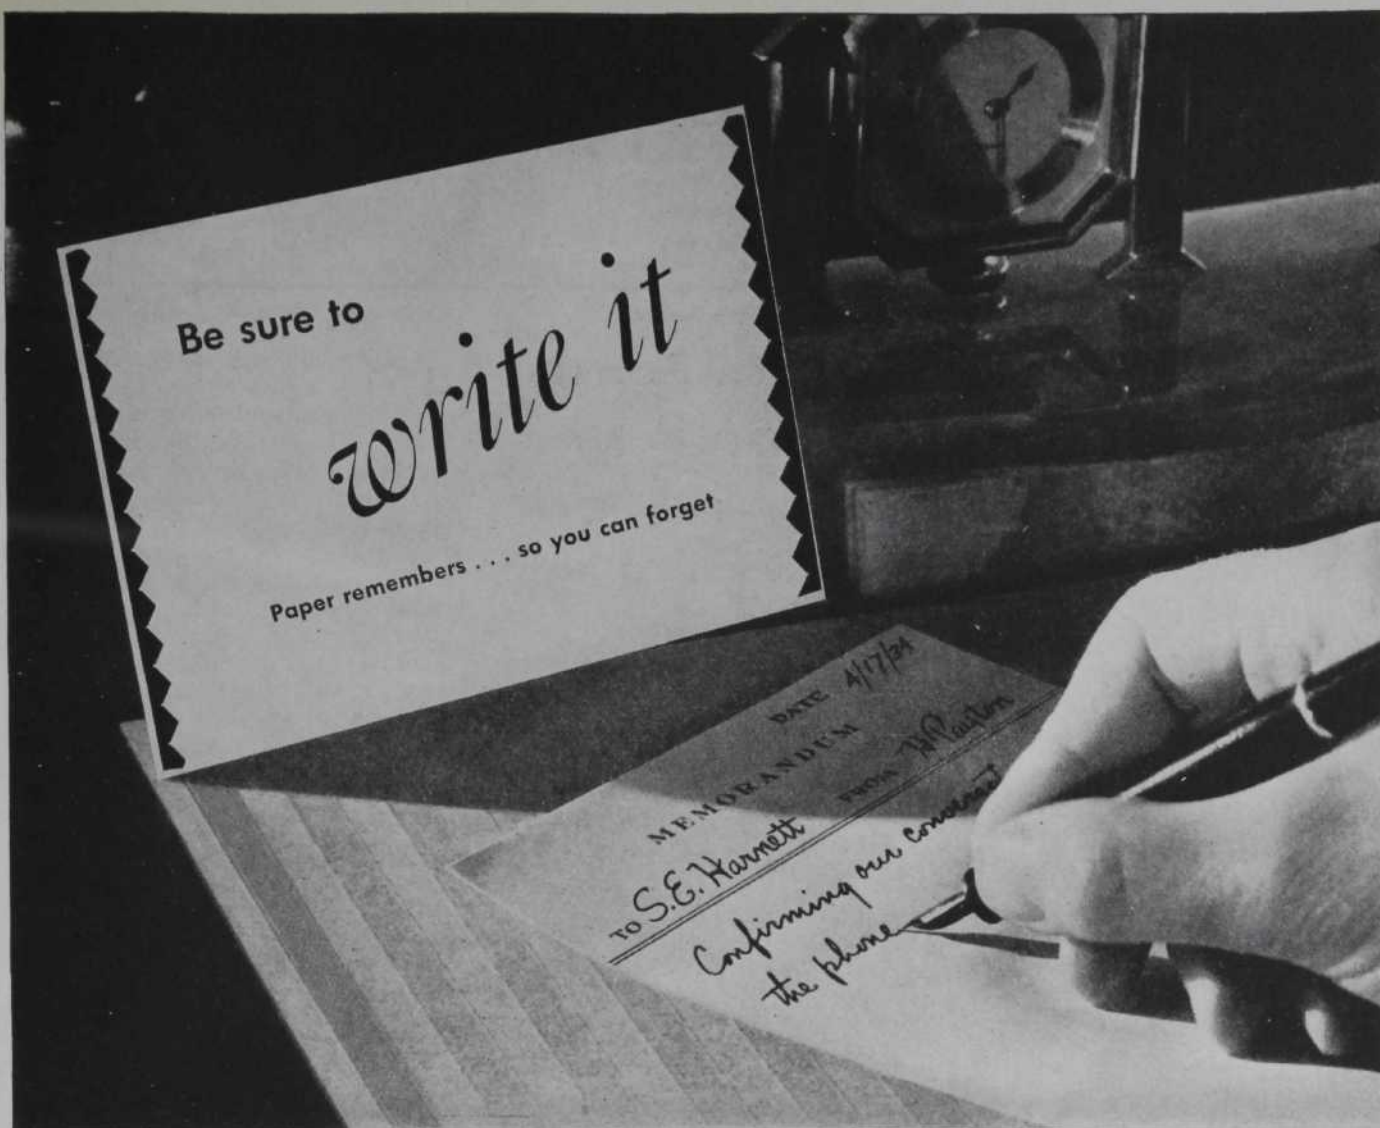 Be sure to
write it
Paper remembers . . . so you can forget
DATE 4/17/34
MEMORANDUM
TO S.E. Harnett FROM
Confirming our
the phone